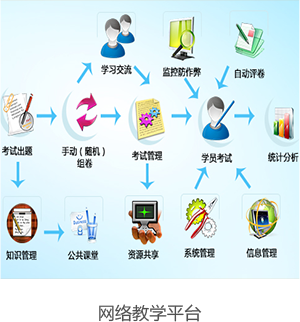 学习交流
监控防作弊
自动评卷
考试出题
手动（随机）
组卷
考试管理
学员考试
统计分析
知识管理
公共课堂
资源共享
系统管理
信息管理
网络教学平台